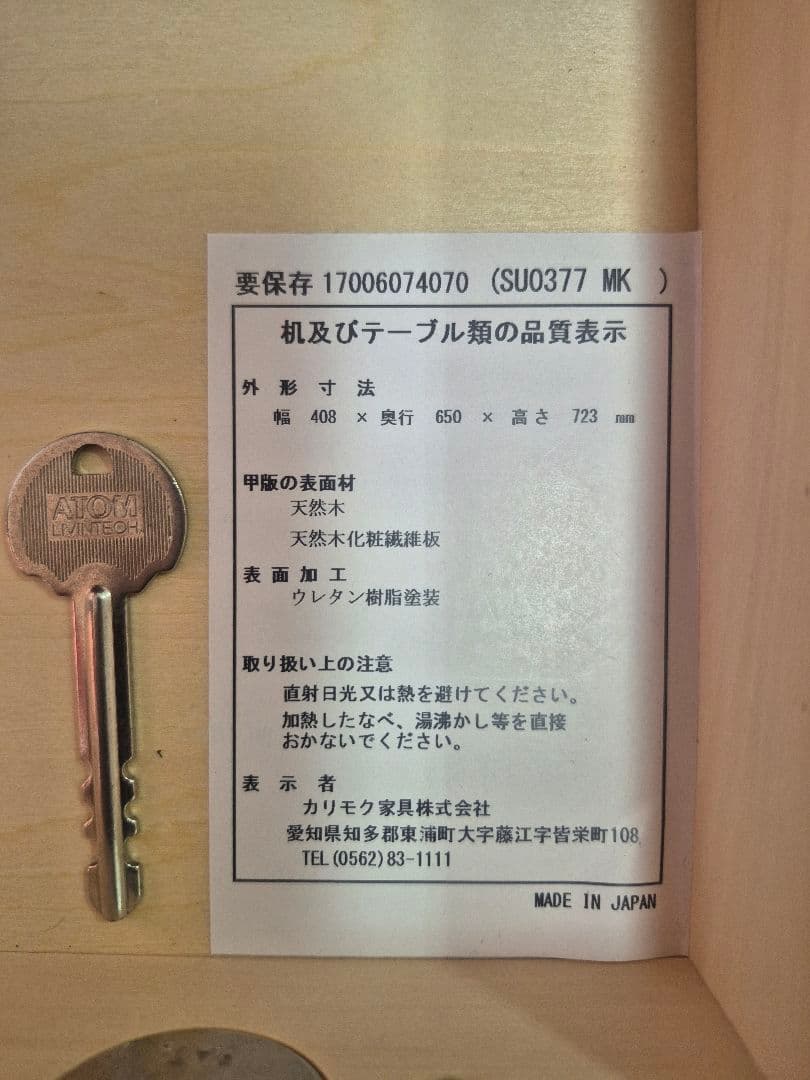 要保存 17006074070 (SU0377 MK )
机及びテーブル類の品質表示
外形寸法
幅 408 × 奥行 650 × 高さ 723 mm
甲版の表面材
天然木
天然木化粧繊維板
表面加工
ウレタン樹脂塗装
取り扱い上の注意
直射日光又は熱を避けてください。
加熱したなべ、湯沸かし等を直接
おかないでください。
表示者
カリモク家具株式会社
愛知県知多郡東浦町大字藤江字皆栄町108
TEL(0562)83-1111
MADE IN JAPAN
ATOM
LIVINTECH